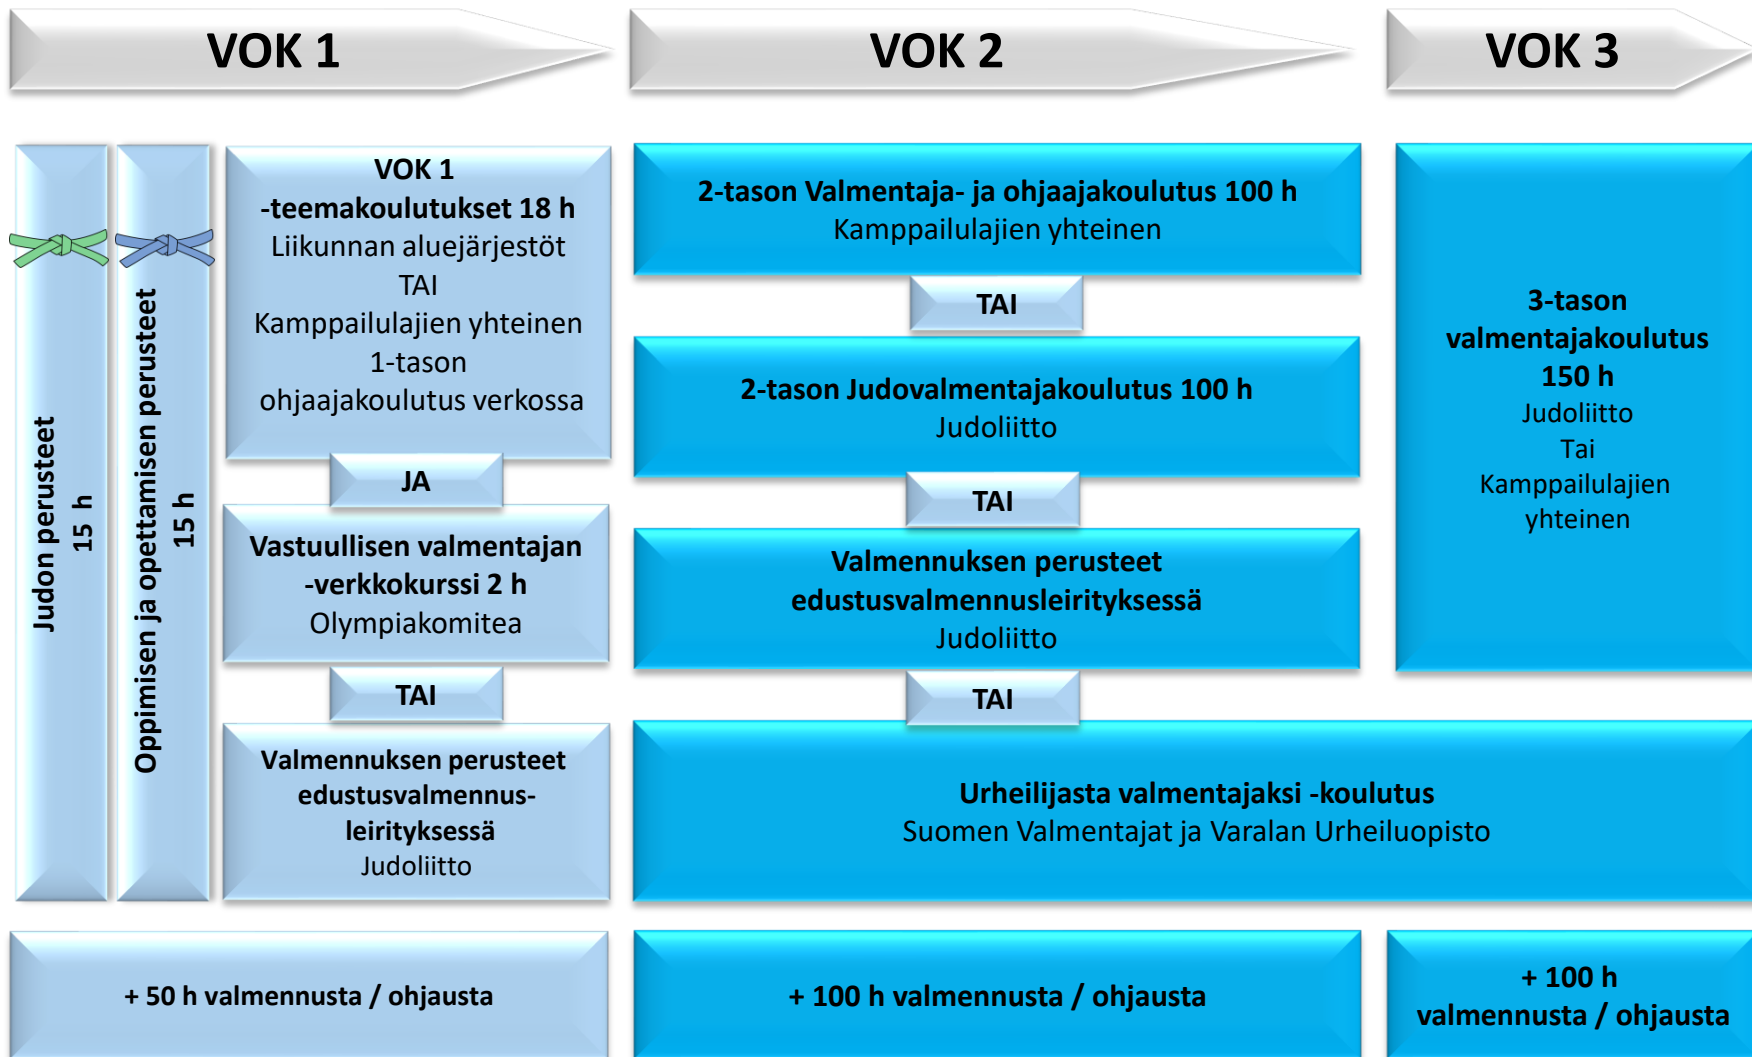 VOK 1
VOK 2
VOK 3
Judon perusteet
15 h
Oppimisen ja opettamisen perusteet
15 h
VOK 1
-teemakoulutukset 18 h
Liikunnan aluejärjestöt
TAI
Kamppailulajien yhteinen
1-tason
ohjaajakoulutus verkossa
JA
Vastuullisen valmentajan
-verkkokurssi 2 h
Olympiakomitea
TAI
Valmennuksen perusteet
edustusvalmennus-
leirityksessä
Judoliitto
2-tason Valmentaja- ja ohjaajakoulutus 100 h
Kamppailulajien yhteinen
TAI
2-tason Judovalmentajakoulutus 100 h
Judoliitto
TAI
Valmennuksen perusteet
edustusvalmennusleirityksessä
Judoliitto
TAI
Urheilijasta valmentajaksi -koulutus
Suomen Valmentajat ja Varalan Urheiluopisto
3-tason
valmentajakoulutus
150 h
Judoliitto
Tai
Kamppailulajien
yhteinen
+ 50 h valmennusta / ohjausta
+ 100 h valmennusta / ohjausta
+ 100 h
valmennusta / ohjausta